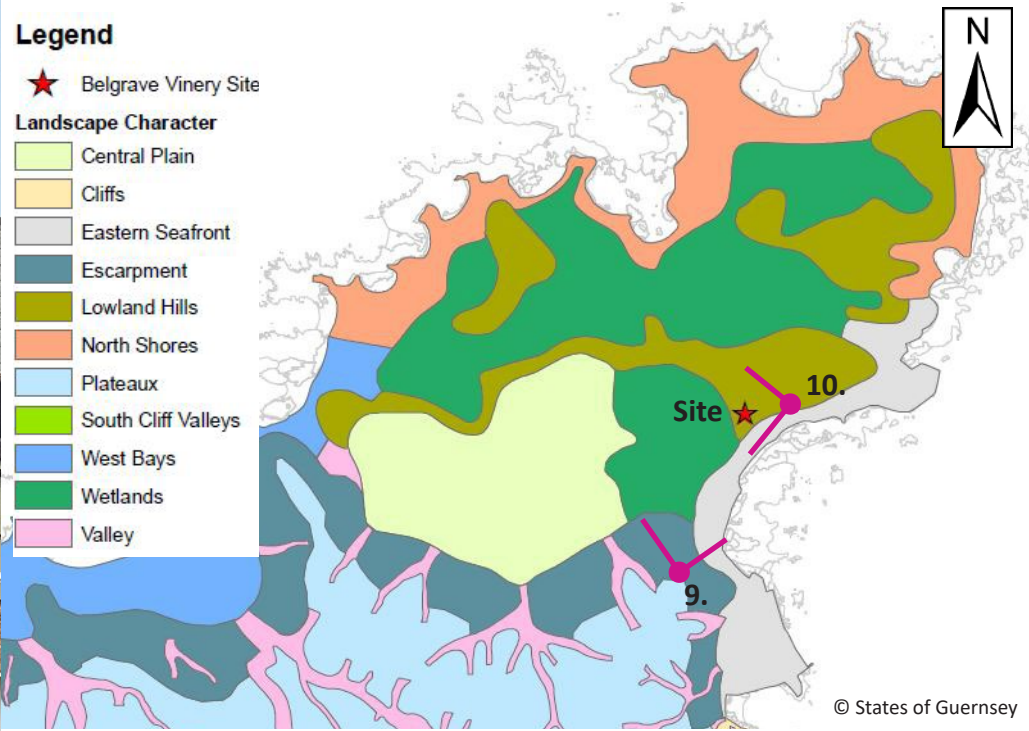 Legend
Belgrave Vinery Site
Landscape Character
Central Plain
Cliffs
Eastern Seafront
Escarpment
Lowland Hills
North Shores
Plateaux
South Cliff Valleys
West Bays
Wetlands
Valley
N
10.
Site
9.
© States of Guernsey